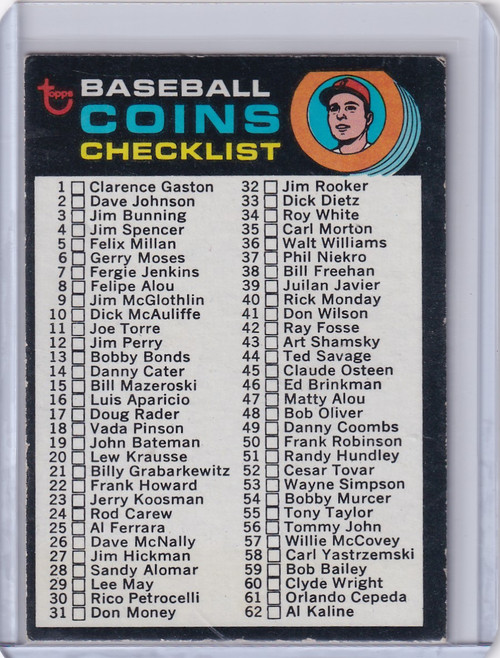 topps
BASEBALL
COINS
CHECKLIST
1 Clarence Gaston
2 Dave Johnson
3 Jim Bunning
4 Jim Spencer
5 Felix Millan
6 Gerry Moses
7 Fergie Jenkins
8 Felipe Alou
9 Jim McGlothlin
10 Dick McAuliffe
11 Joe Torre
12 Jim Perry
13 Bobby Bonds
14 Danny Cater
15 Bill Mazeroski
16 Luis Aparicio
17 Doug Rader
18 Vada Pinson
19 John Bateman
20 Lew Krausse
21 Billy Grabarkewitz
22 Frank Howard
23 Jerry Koosman
24 Rod Carew
25 Al Ferrara
26 Dave McNally
27 Jim Hickman
28 Sandy Alomar
29 Lee May
30 Rico Petrocelli
31 Don Money
32 Jim Rooker
33 Dick Dietz
34 Roy White
35 Carl Morton
36 Walt Williams
37 Phil Niekro
38 Bill Freehan
39 Juilan Javier
40 Rick Monday
41 Don Wilson
42 Ray Fosse
43 Art Shamsky
44 Ted Savage
45 Claude Osteen
46 Ed Brinkman
47 Matty Alou
48 Bob Oliver
49 Danny Coombs
50 Frank Robinson
51 Randy Hundley
52 Cesar Tovar
53 Wayne Simpson
54 Bobby Murcer
55 Tony Taylor
56 Tommy John
57 Willie McCovey
58 Carl Yastrzemski
59 Bob Bailey
60 Clyde Wright
61 Orlando Cepeda
62 Al Kaline